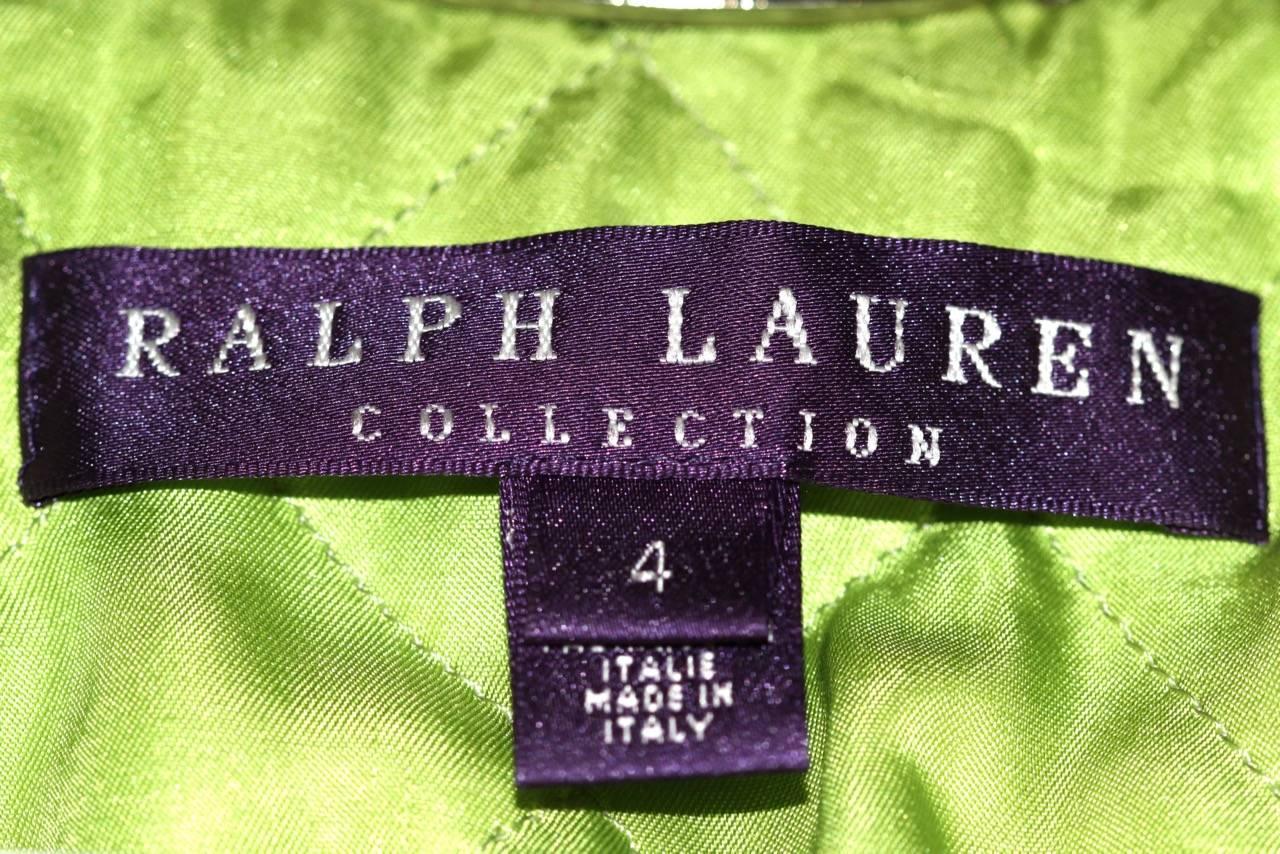 RALPH LAUREN
COLLECTION
4
ITALIE
MADE IN
ITALY